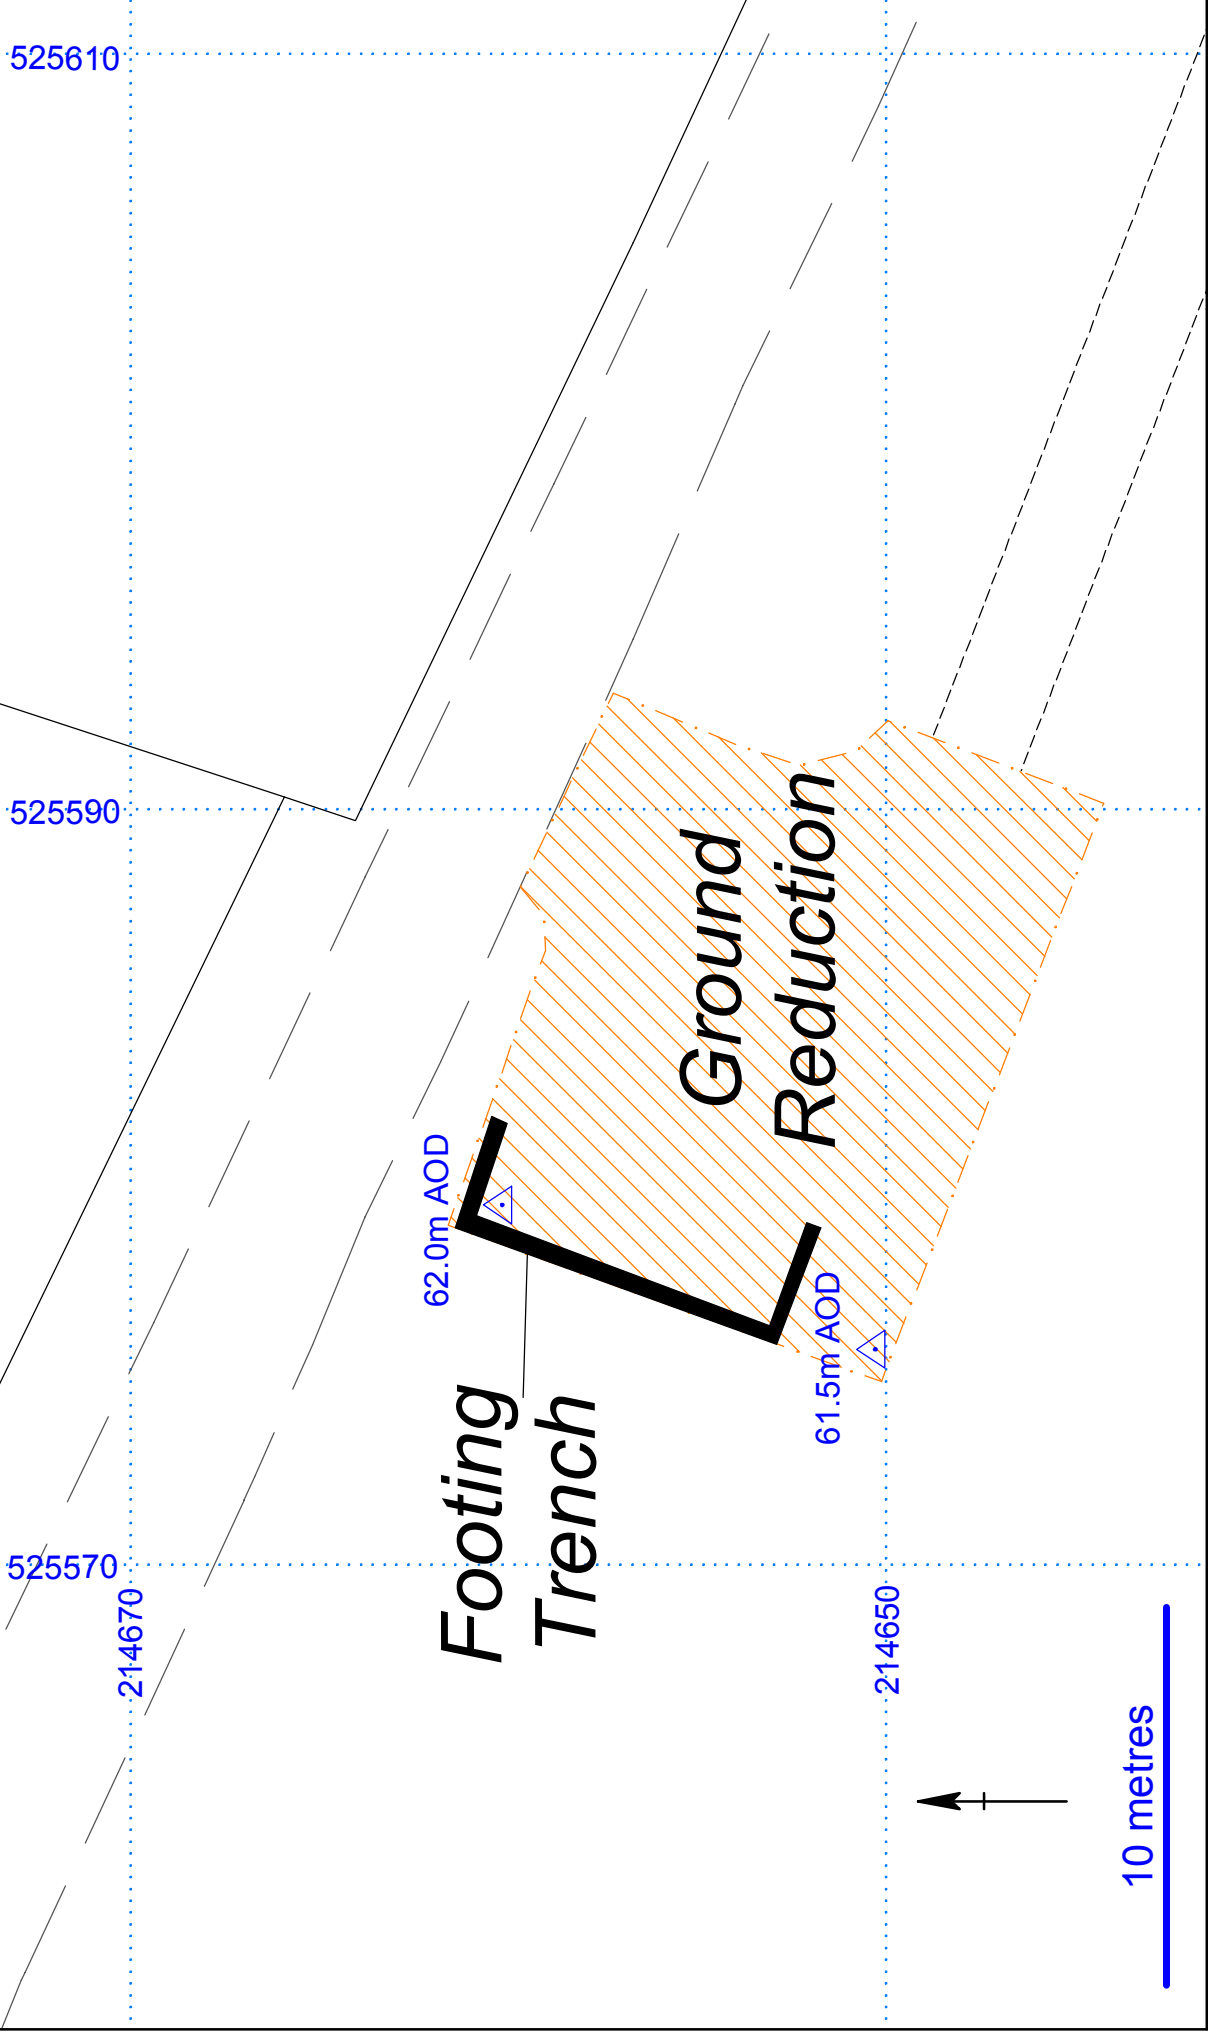 525610
525590
525570
214670
214650
62.0m AOD
61.5m AOD
Ground
Reduction
Footing
Trench
10 metres